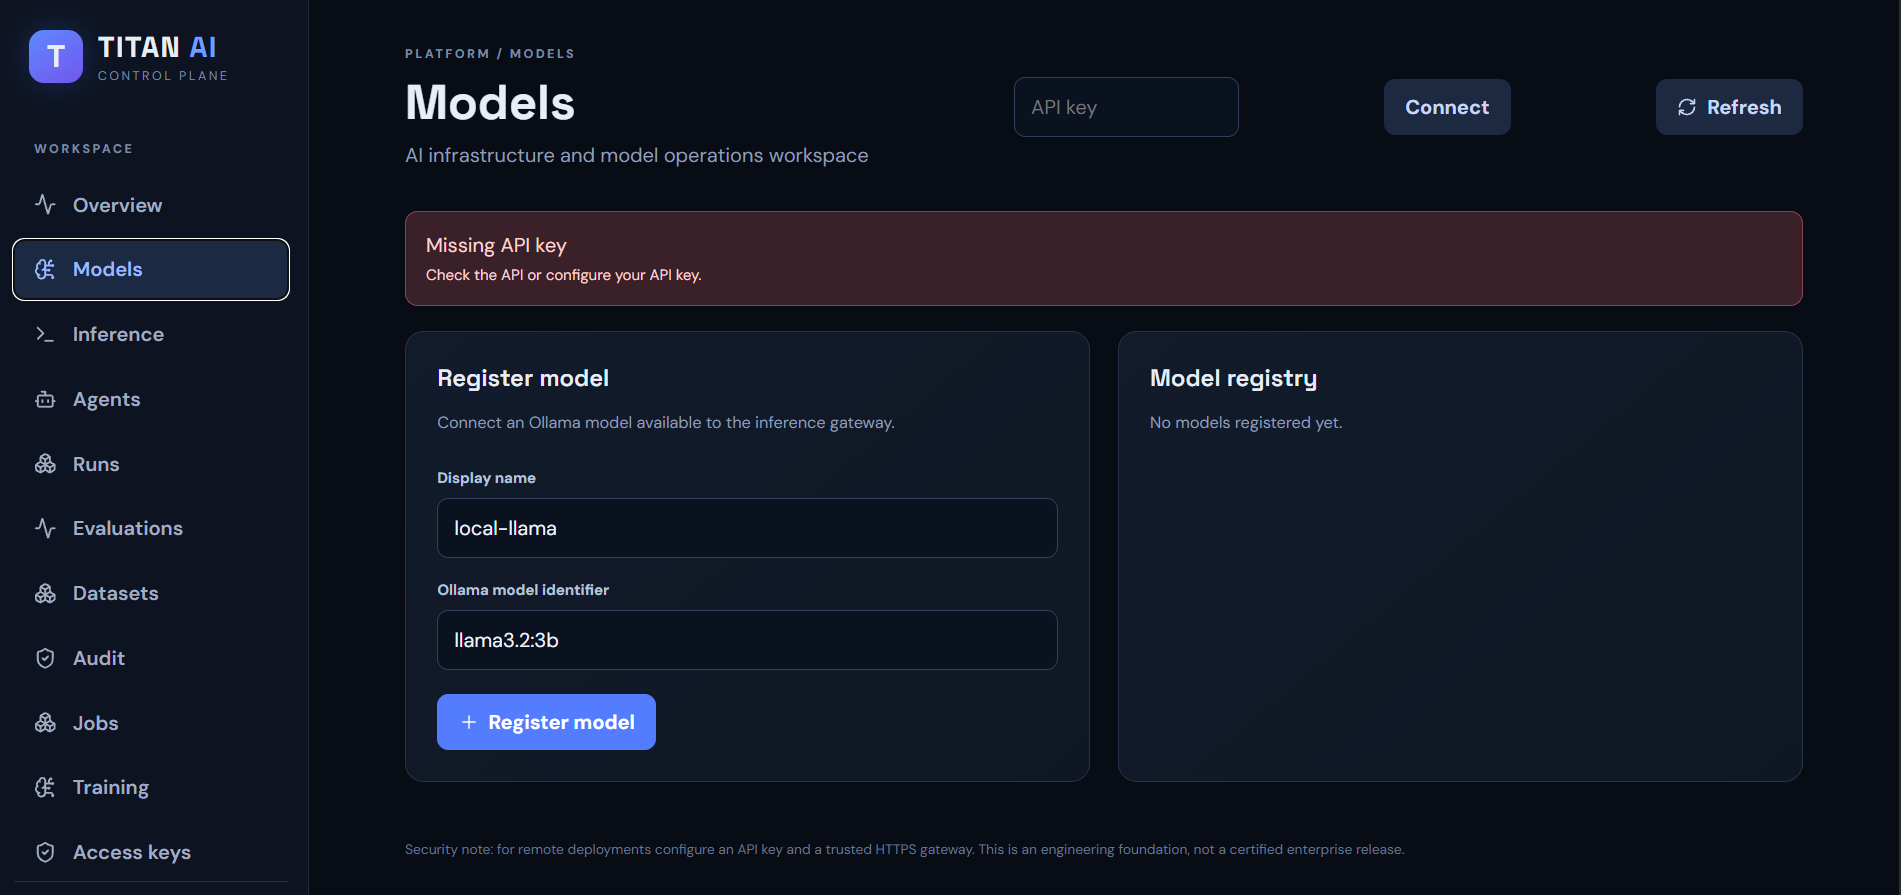 T
TITAN AI
CONTROL PLANE
WORKSPACE
Overview
Models
Inference
Agents
Runs
Evaluations
Datasets
Audit
Jobs
Training
Access keys
PLATFORM / MODELS
Models
AI infrastructure and model operations workspace
API key
Connect
Refresh
Missing API key
Check the API or configure your API key.
Register model
Connect an Ollama model available to the inference gateway.
Display name
local-llama
Ollama model identifier
llama3.2:3b
+ Register model
Model registry
No models registered yet.
Security note: for remote deployments configure an API key and a trusted HTTPS gateway. This is an engineering foundation, not a certified enterprise release.